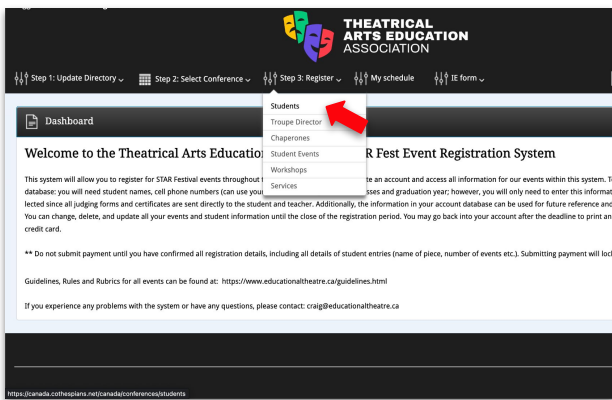 THEATRICAL
ARTS EDUCATION
ASSOCIATION
Step 1: Update Directory
Step 2: Select Conference
Step 3: Register
My schedule
IE form
Students
Troupe Director
Chaperones
Student Events
Workshops
Services
Dashboard
Welcome to the Theatrical Arts Education R Fest Event Registration System
This system will allow you to register for STAR Festival events throughout te an account and access all information for our events within this system. T
database: you will need student names, cell phone numbers (can use your sses and graduation year; however, you will only need to enter this informat
lected since all judging forms and certificates are sent directly to the student and teacher. Additionally, the information in your account database can be used for future reference and
You can change, delete, and update all your events and student information until the close of the registration period. You may go back into your account after the deadline to print an
credit card.
** Do not submit payment until you have confirmed all registration details, including all details of student entries (name of piece, number of events etc.). Submitting payment will loc
Guidelines, Rules and Rubrics for all events can be found at: https://www.educationaltheatre.ca/guidelines.html
If you experience any problems with the system or have any questions, please contact: craig@educationaltheatre.ca
https://canada.cothespians.net/canada/conferences/students